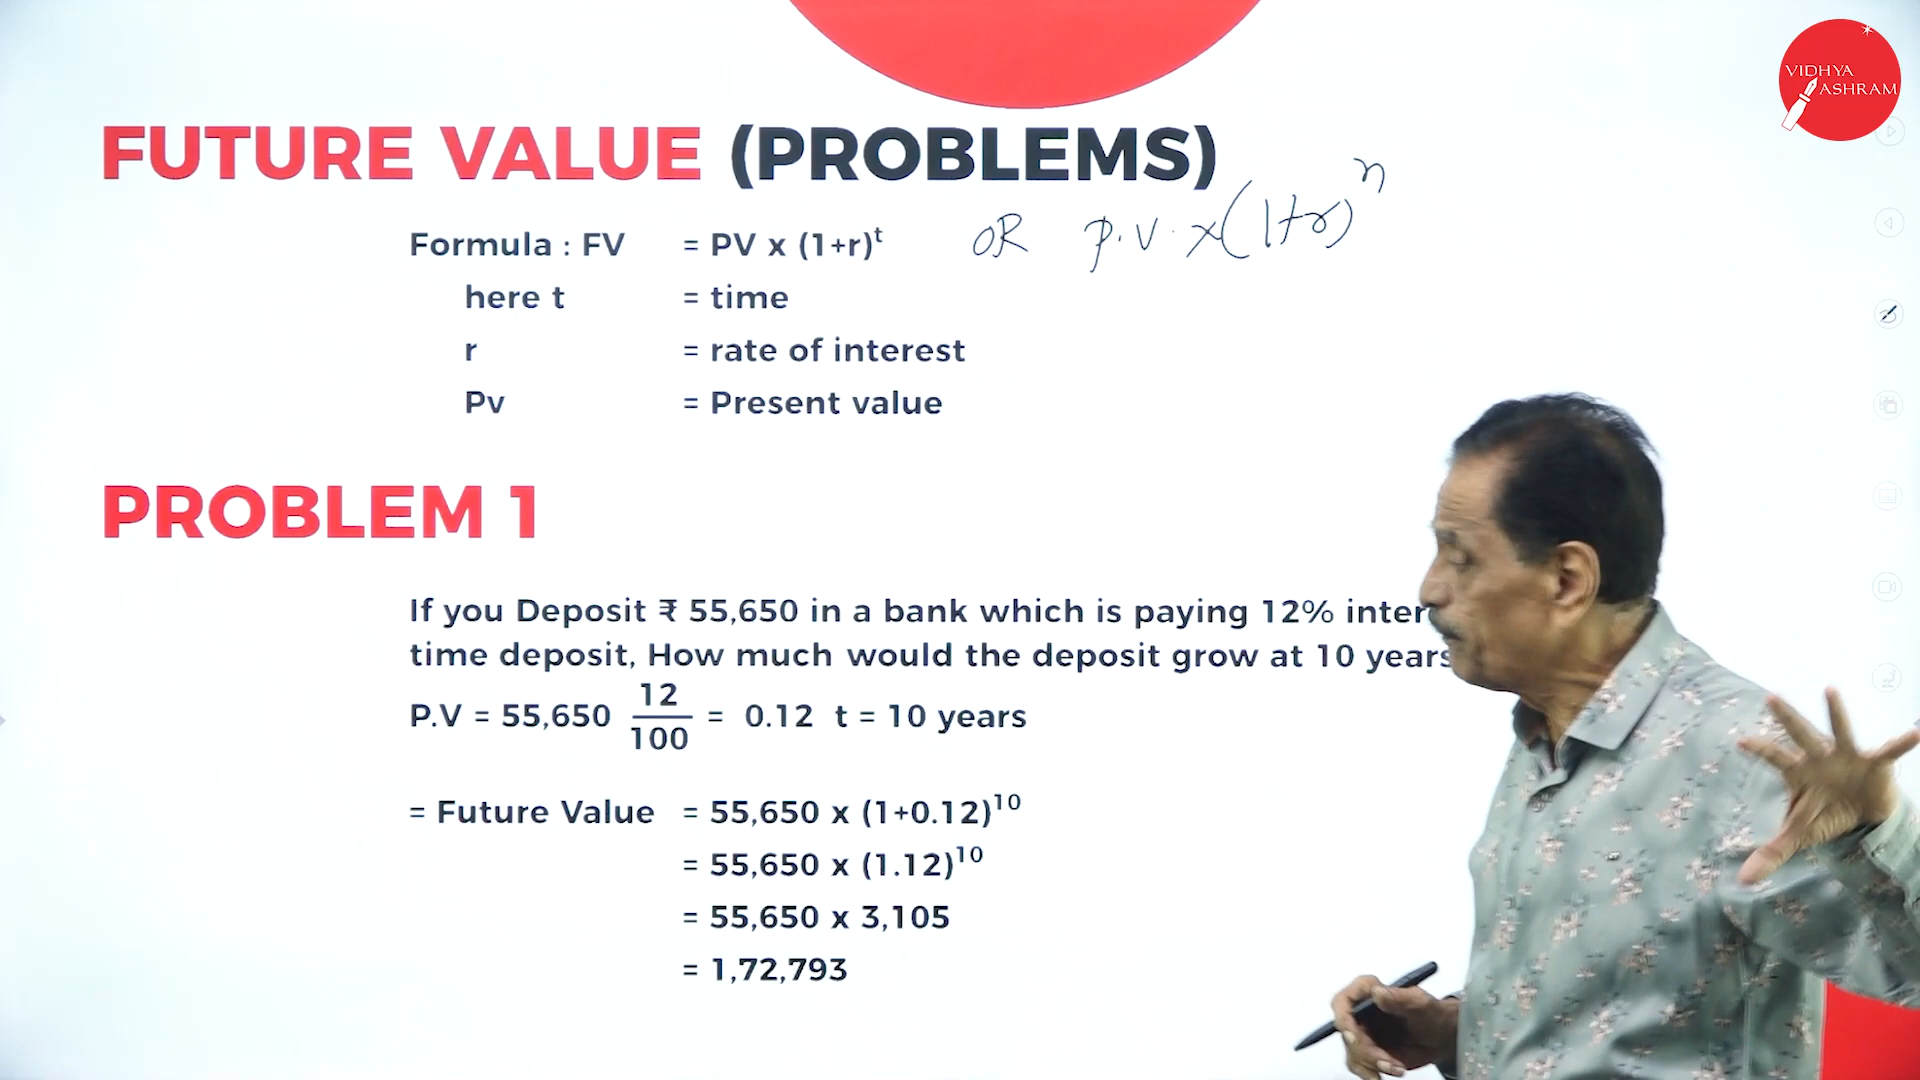 VIDHYA
ASHRAM
FUTURE VALUE (PROBLEMS)
Formula : FV = PV x (1+r)ᵗ OR P.V. x (1+r)ⁿ
here t = time
r = rate of interest
Pv = Present value
PROBLEM 1
If you Deposit ₹ 55,650 in a bank which is paying 12% inter
time deposit, How much would the deposit grow at 10 years
P.V = 55,650 12/100 = 0.12 t = 10 years
= Future Value = 55,650 x (1+0.12)¹⁰
= 55,650 x (1.12)¹⁰
= 55,650 x 3,105
= 1,72,793